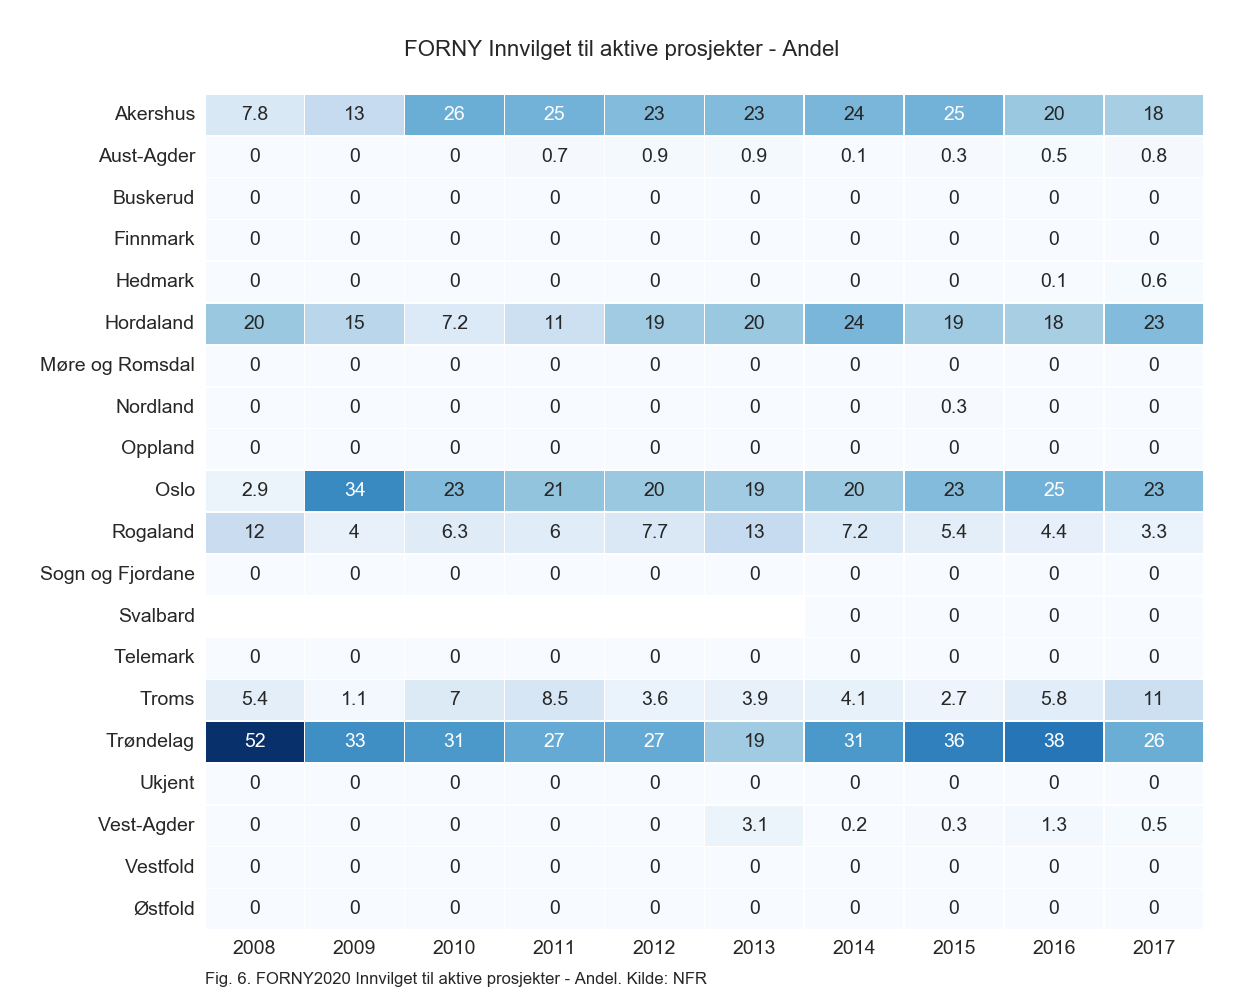 FORNY Innvilget til aktive prosjekter - Andel
Akershus 7.8 13 26 25 23 23 24 25 20 18
Aust-Agder 0 0 0 0.7 0.9 0.9 0.1 0.3 0.5 0.8
Buskerud 0 0 0 0 0 0 0 0 0 0
Finnmark 0 0 0 0 0 0 0 0 0 0
Hedmark 0 0 0 0 0 0 0 0 0.1 0.6
Hordaland 20 15 7.2 11 19 20 24 19 18 23
Møre og Romsdal 0 0 0 0 0 0 0 0 0 0
Nordland 0 0 0 0 0 0 0 0.3 0 0
Oppland 0 0 0 0 0 0 0 0 0 0
Oslo 2.9 34 23 21 20 19 20 23 25 23
Rogaland 12 4 6.3 6 7.7 13 7.2 5.4 4.4 3.3
Sogn og Fjordane 0 0 0 0 0 0 0 0 0 0
Svalbard 0 0 0 0
Telemark 0 0 0 0 0 0 0 0 0 0
Troms 5.4 1.1 7 8.5 3.6 3.9 4.1 2.7 5.8 11
Trøndelag 52 33 31 27 27 19 31 36 38 26
Ukjent 0 0 0 0 0 0 0 0 0 0
Vest-Agder 0 0 0 0 0 3.1 0.2 0.3 1.3 0.5
Vestfold 0 0 0 0 0 0 0 0 0 0
Østfold 0 0 0 0 0 0 0 0 0 0
2008 2009 2010 2011 2012 2013 2014 2015 2016 2017
Fig. 6. FORNY2020 Innvilget til aktive prosjekter - Andel. Kilde: NFR